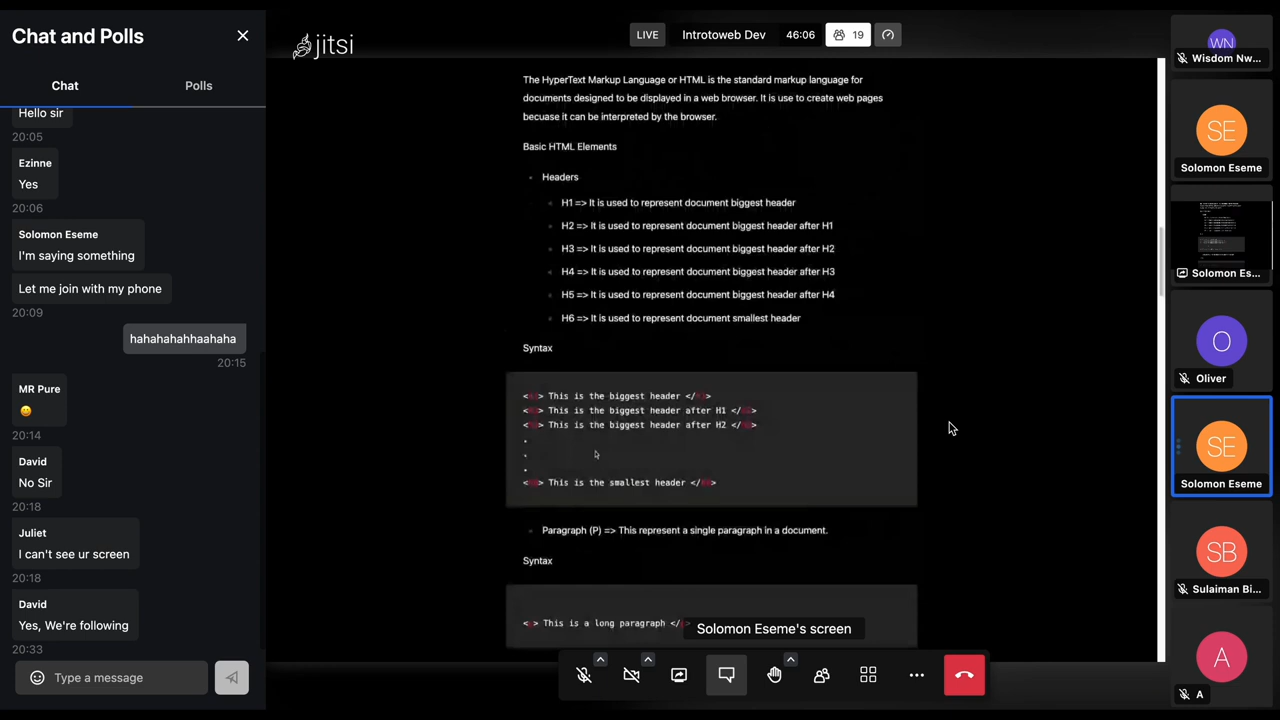 Chat and Polls
Chat
Polls
Hello sir
20:05
Ezinne
Yes
20:06
Solomon Eseme
I'm saying something
Let me join with my phone
20:09
hahahahahhaahaha
20:15
MR Pure
20:14
David
No Sir
20:18
Juliet
I can't see ur screen
20:18
David
Yes, We're following
20:33
Type a message
jitsi
LIVE
Introtoweb Dev
46:06
19
The HyperText Markup Language or HTML is the standard markup language for
documents designed to be displayed in a web browser. It is use to create web pages
becuase it can be interpreted by the browser.
Basic HTML Elements
Headers
H1 => It is used to represent document biggest header
H2 => It is used to represent document biggest header after H1
H3 => It is used to represent document biggest header after H2
H4 => It is used to represent document biggest header after H3
H5 => It is used to represent document biggest header after H4
H6 => It is used to represent document smallest header
Syntax
< > This is the biggest header </ >
< > This is the biggest header after H1 </ >
< > This is the biggest header after H2 </ >
.
.
.
< > This is the smallest header </ >
Paragraph (P) => This represent a single paragraph in a document.
Syntax
< > This is a long paragraph </ >
Solomon Eseme's screen
WN
Wisdom Nw...
SE
Solomon Eseme
Solomon Es...
O
Oliver
SE
Solomon Eseme
SB
Sulaiman Bi...
A
A